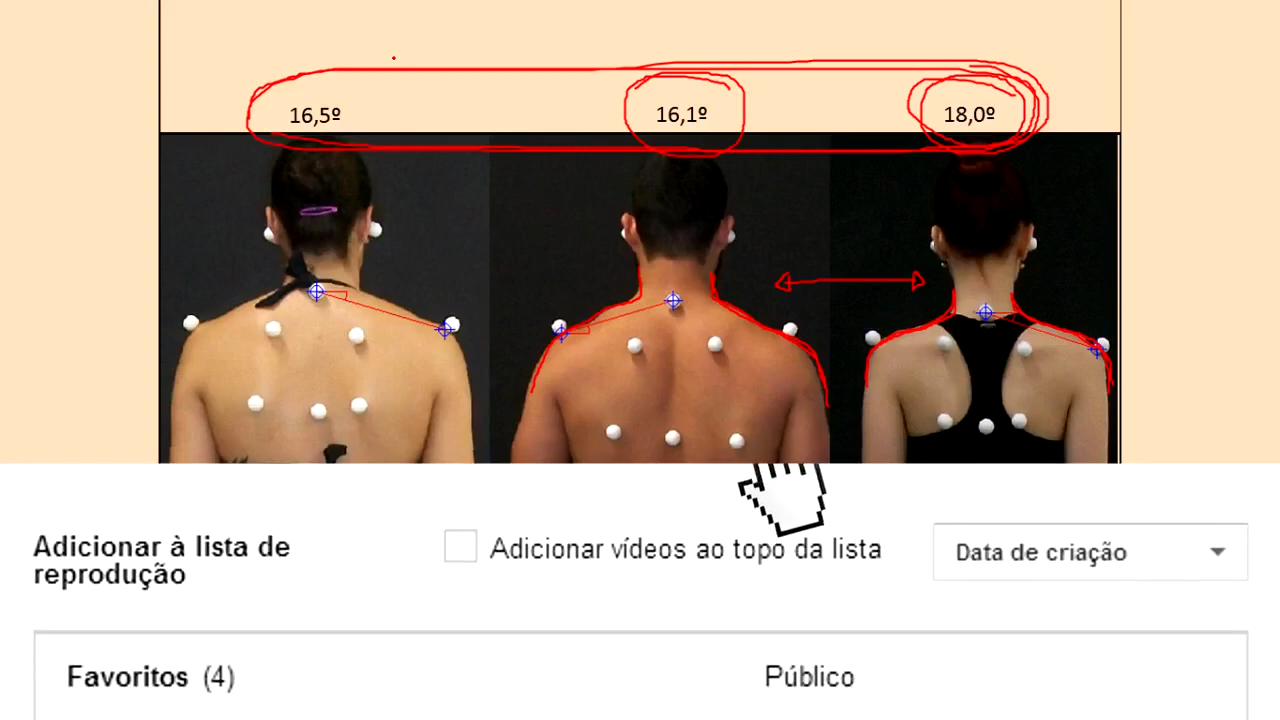 16,5º 16,1º 18,0º
Adicionar à lista de
reprodução
Adicionar vídeos ao topo da lista
Data de criação
Favoritos (4) Público